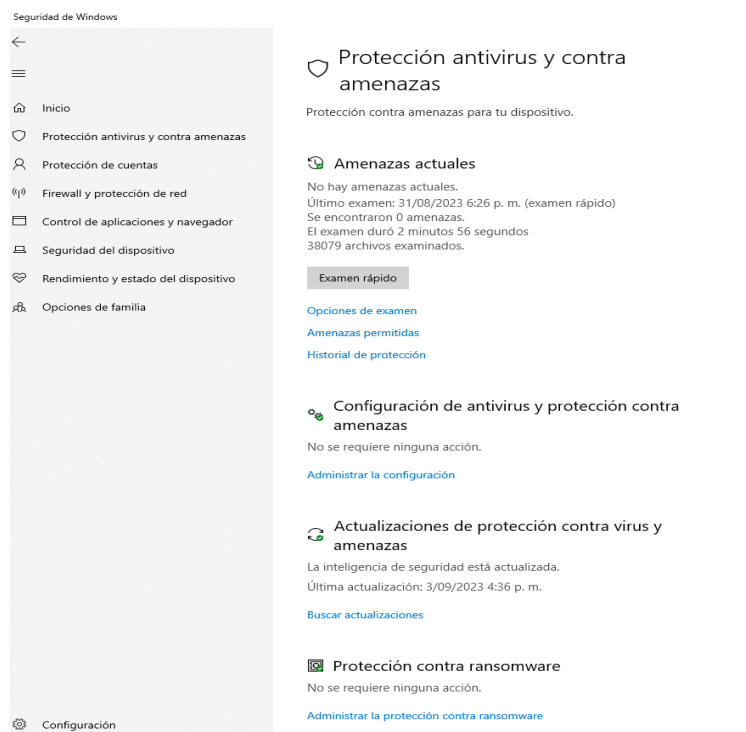 Seguridad de Windows
Inicio
Protección antivirus y contra amenazas
Protección de cuentas
Firewall y protección de red
Control de aplicaciones y navegador
Seguridad del dispositivo
Rendimiento y estado del dispositivo
Opciones de familia
Configuración
Protección antivirus y contra
amenazas
Protección contra amenazas para tu dispositivo.
Amenazas actuales
No hay amenazas actuales.
Último examen: 31/08/2023 6:26 p. m. (examen rápido)
Se encontraron 0 amenazas.
El examen duró 2 minutos 56 segundos
38079 archivos examinados.
Examen rápido
Opciones de examen
Amenazas permitidas
Historial de protección
Configuración de antivirus y protección contra
amenazas
No se requiere ninguna acción.
Administrar la configuración
Actualizaciones de protección contra virus y
amenazas
La inteligencia de seguridad está actualizada.
Última actualización: 3/09/2023 4:36 p. m.
Buscar actualizaciones
Protección contra ransomware
No se requiere ninguna acción.
Administrar la protección contra ransomware